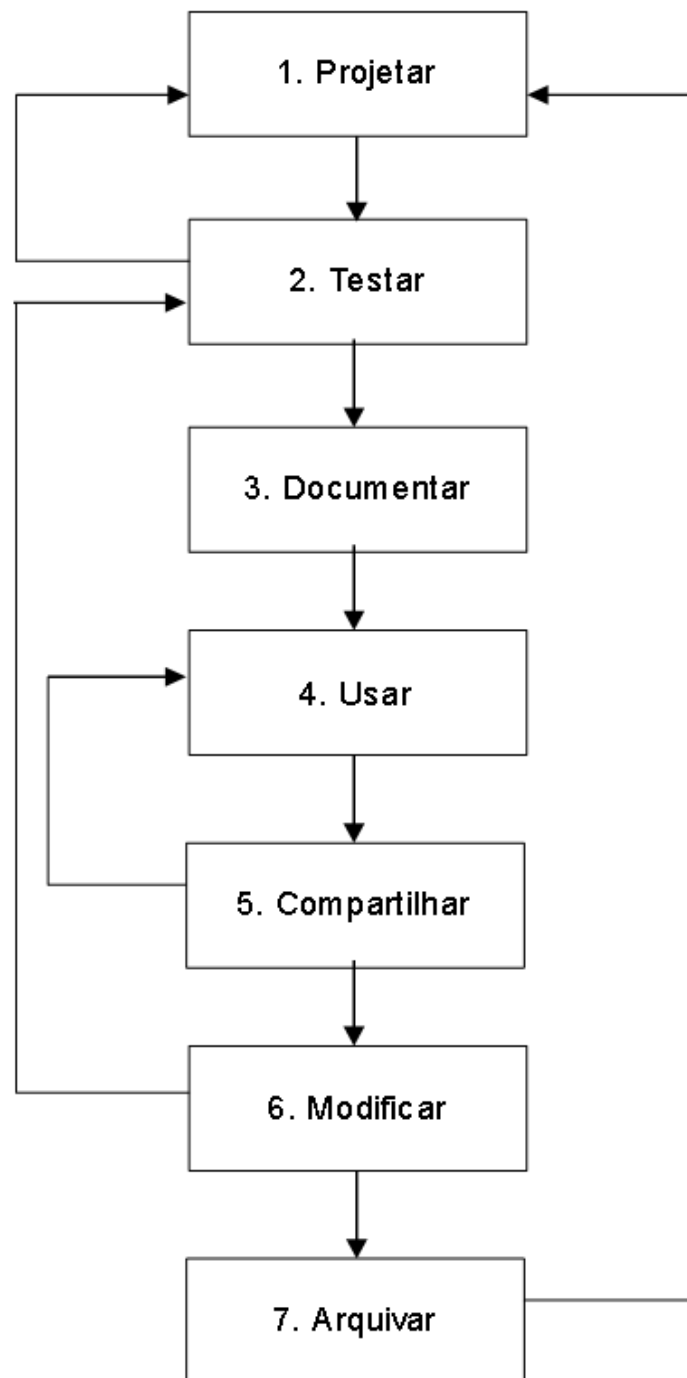 1. Projetar
2. Testar
3. Documentar
4. Usar
5. Compartilhar
6. Modificar
7. Arquivar